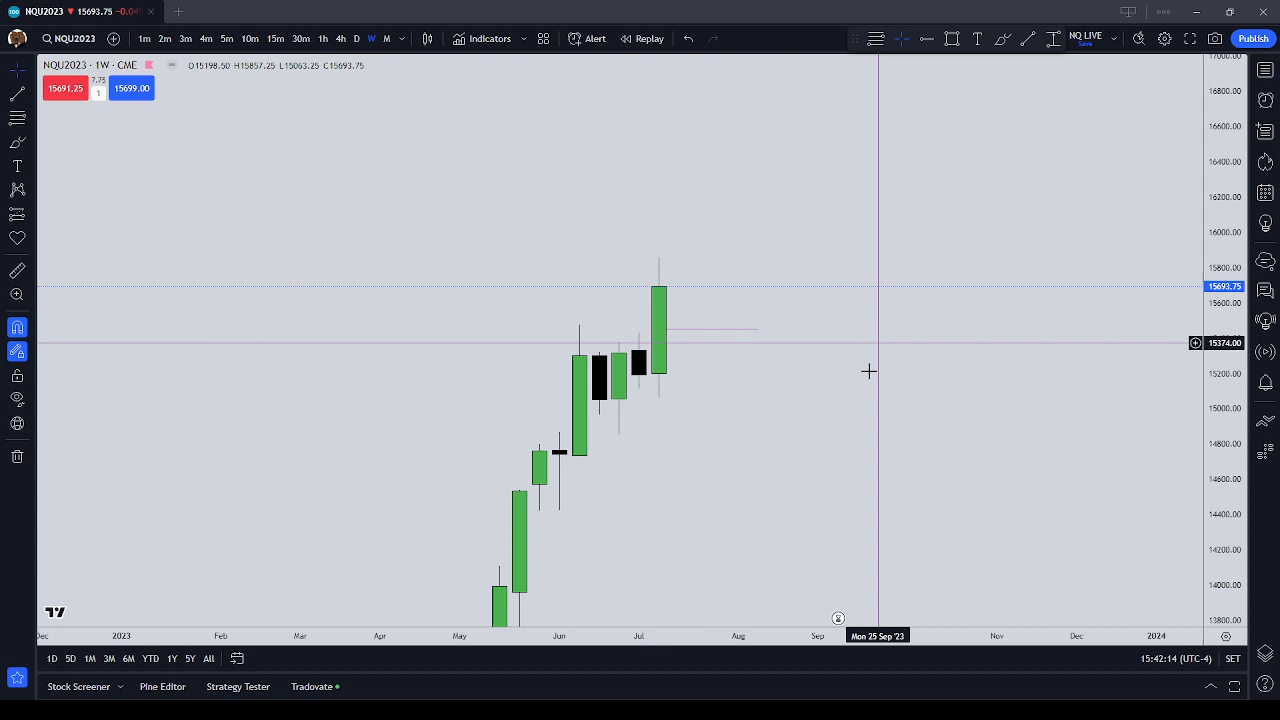 NQU2023 15693.75 -0.04
NQU2023 1m 2m 3m 4m 5m 10m 15m 30m 1h 4h D W M Indicators Alert Replay NQ LIVE Save Publish
NQU2023 · 1W · CME O15198.50 H15857.25 L15063.25 C15693.75
15691.25 7.75 1 15699.00
17000.00
16800.00
16600.00
16400.00
16200.00
16000.00
15800.00
15693.75
15600.00
15374.00
15200.00
15000.00
14800.00
14600.00
14400.00
14200.00
14000.00
13800.00
Dec 2023 Feb Mar Apr May Jun Jul Aug Sep Mon 25 Sep '23 Nov Dec 2024
1D 5D 1M 3M 6M YTD 1Y 5Y All 15:42:14 (UTC-4) SET
Stock Screener Pine Editor Strategy Tester Tradovate